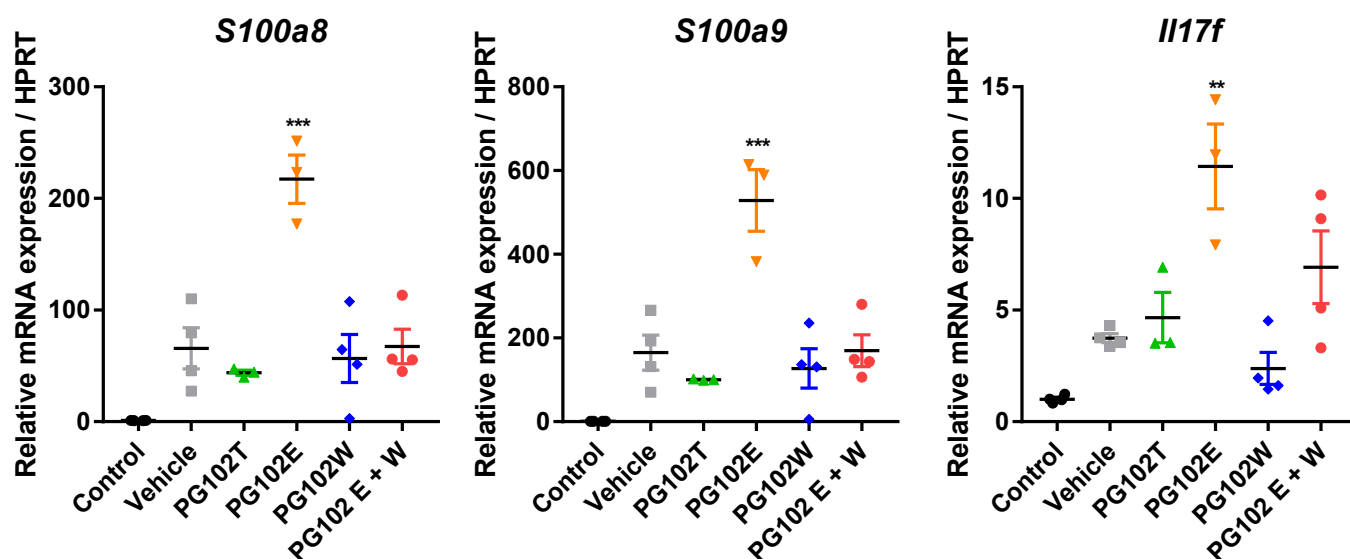 S100a8
Relative mRNA expression / HPRT
300
200
100
0
***
Control
Vehicle
PG102T
PG102E
PG102W
PG102 E + W
S100a9
Relative mRNA expression / HPRT
800
600
400
200
0
***
Control
Vehicle
PG102T
PG102E
PG102W
PG102 E + W
Il17f
Relative mRNA expression / HPRT
15
10
5
0
**
Control
Vehicle
PG102T
PG102E
PG102W
PG102 E + W